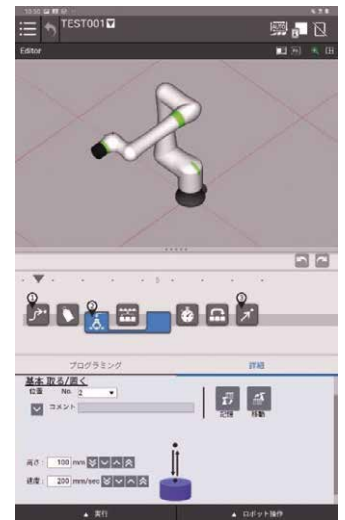 TEST001
AUTO
Editor
5
プログラミング
詳細
基本 取る/置く
位置 No. 2
コメント
記憶
移動
高さ: 100 mm
速度: 200 mm/sec
▲ 実行
▲ ロボット操作